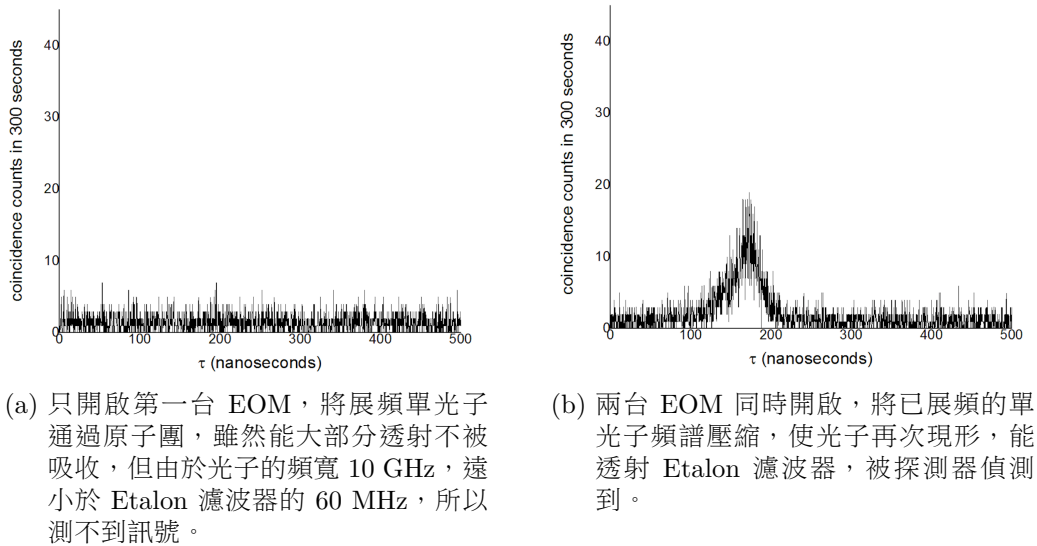 coincidence counts in 300 seconds
40
30
20
10
0
0
100
200
300
400
500
τ (nanoseconds)
(a) 只開啟第一台 EOM，將展頻單光子
通過原子團，雖然能大部分透射不被
吸收，但由於光子的頻寬 10 GHz，遠
小於 Etalon 濾波器的 60 MHz，所以
測不到訊號。
coincidence counts in 300 seconds
40
30
20
10
0
0
100
200
300
400
500
τ (nanoseconds)
(b) 兩台 EOM 同時開啟，將已展頻的單
光子頻譜壓縮，使光子再次現形，能
透射 Etalon 濾波器，被探測器偵測
到。